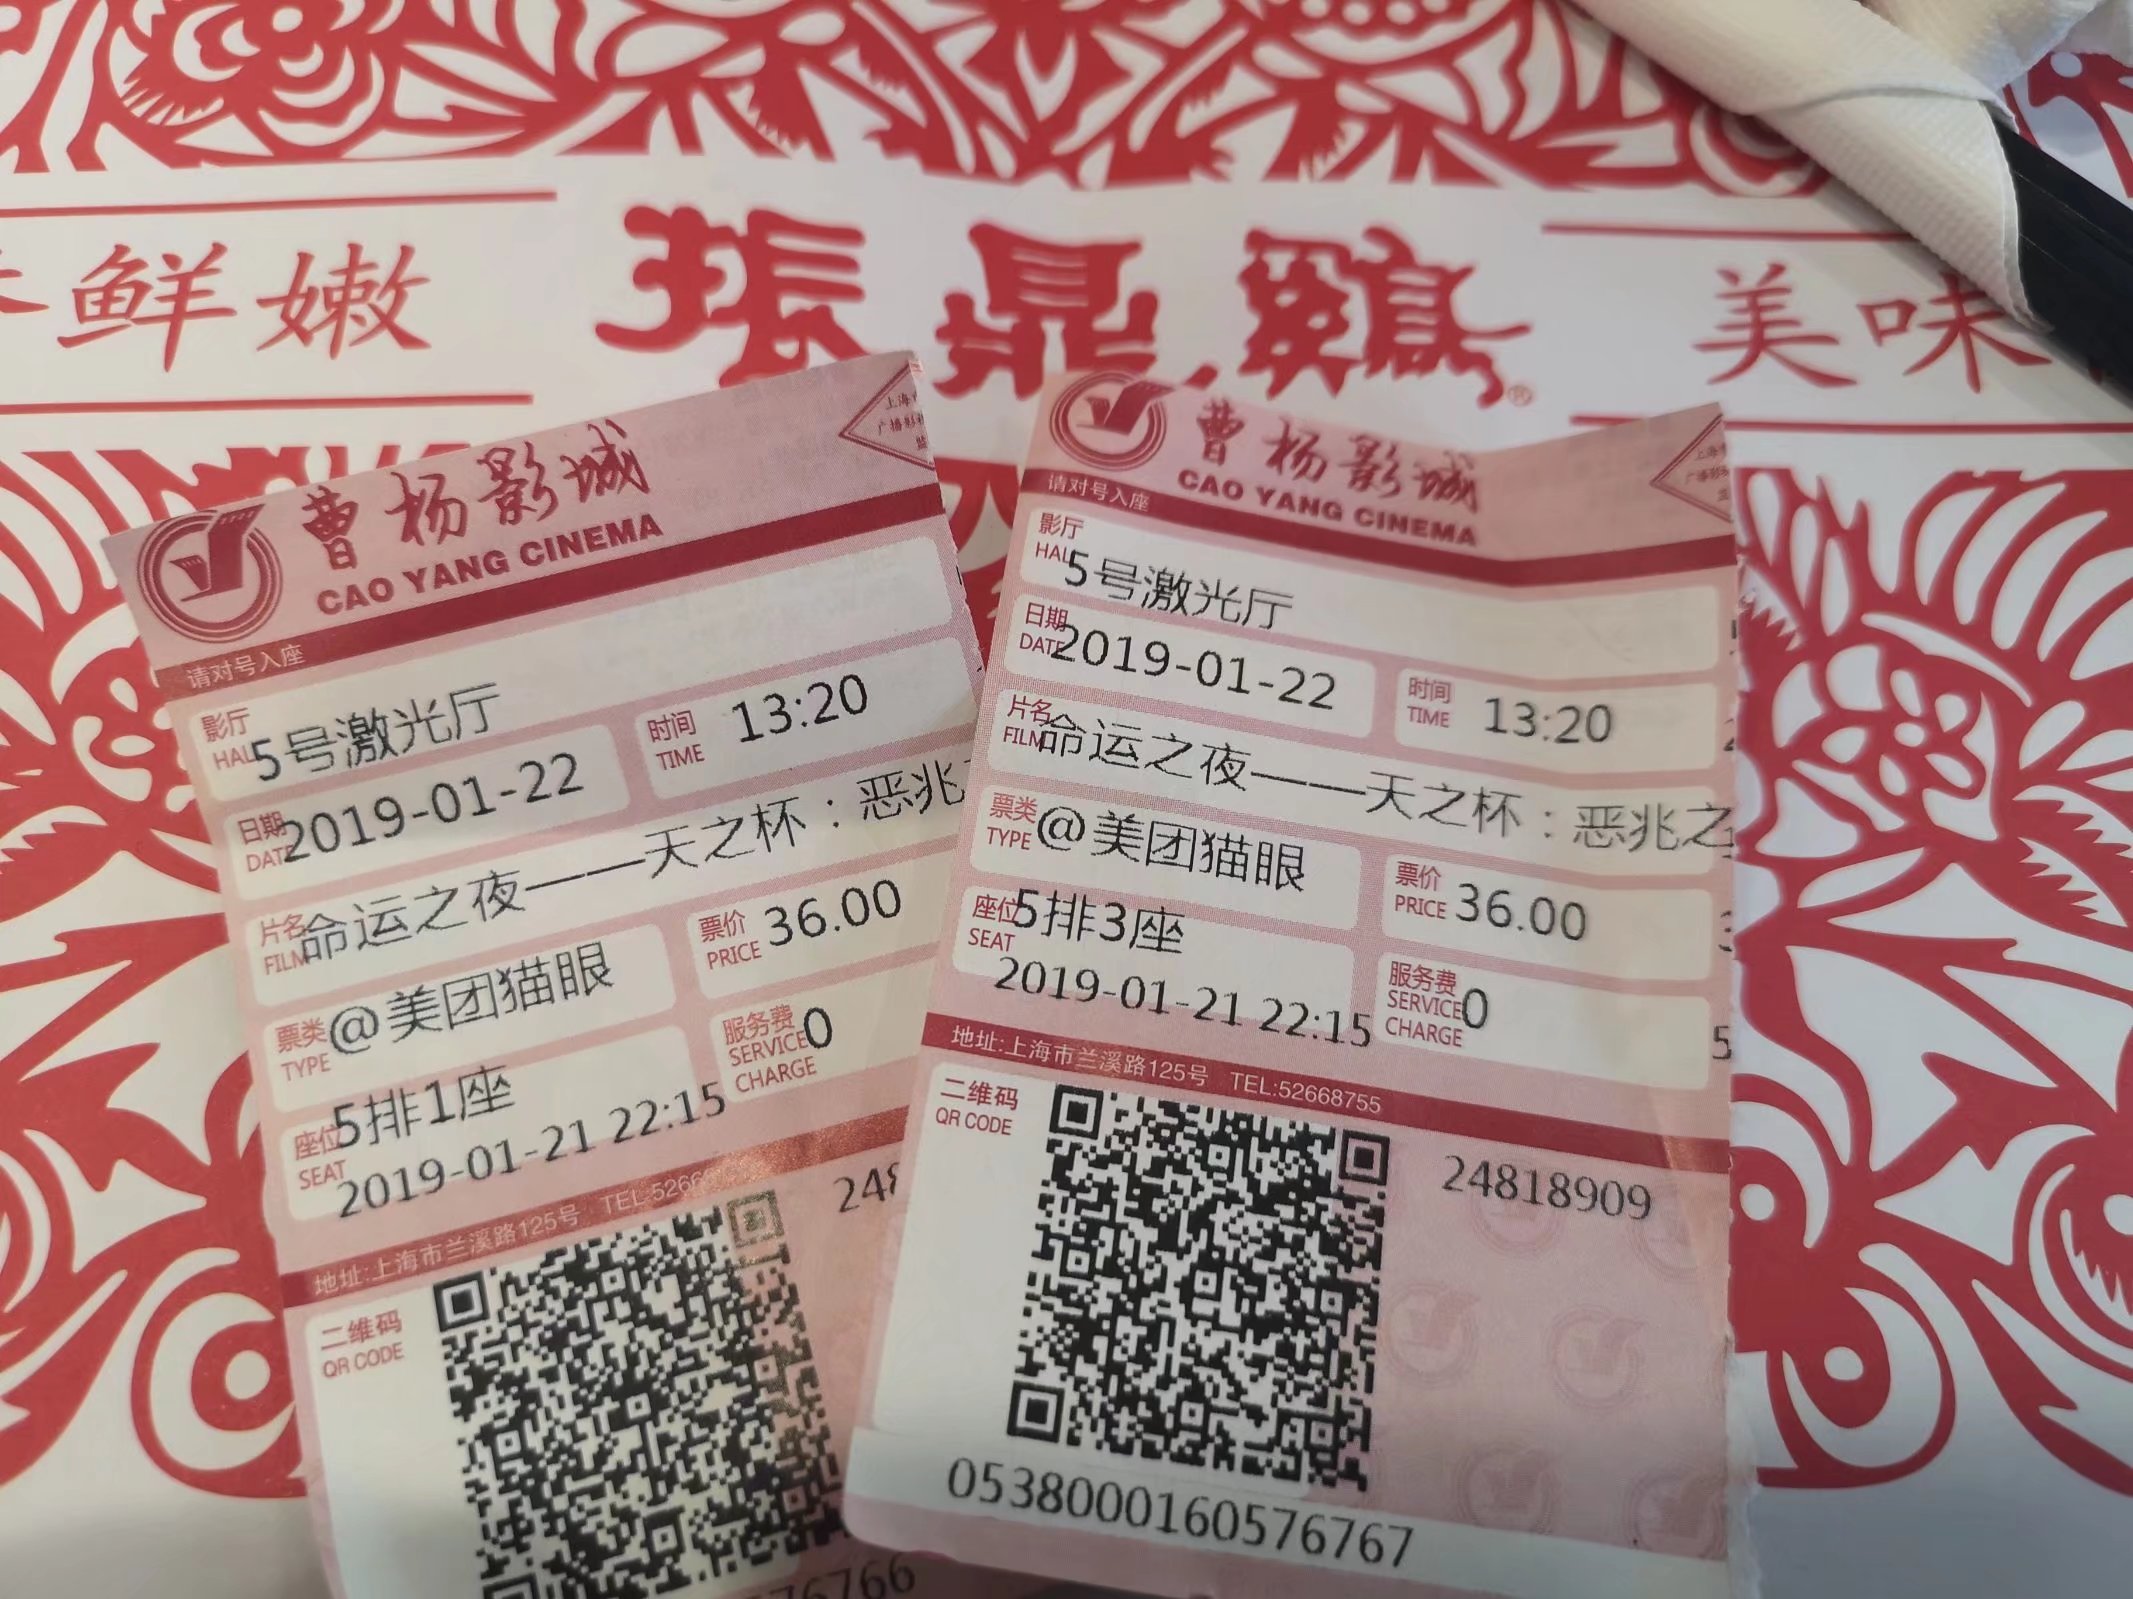 鲜嫩
振鼎鷄®
美味
曹杨影城
CAO YANG CINEMA
请对号入座
影厅
HAL
5号激光厅
日期
DATE
2019-01-22
时间
TIME
13:20
片名
FILM
命运之夜——天之杯：恶兆
票类
TYPE
@美团猫眼
票价
PRICE
36.00
座位
SEAT
5排1座
2019-01-21 22:15
服务费
SERVICE
CHARGE
0
地址:上海市兰溪路125号 TEL:5266
二维码
QR CODE
248
76766
曹杨影城
CAO YANG CINEMA
请对号入座
影厅
HAL
5号激光厅
日期
DATE
2019-01-22
时间
TIME
13:20
片名
FILM
命运之夜——天之杯：恶兆之
票类
TYPE
@美团猫眼
票价
PRICE
36.00
座位
SEAT
5排3座
2019-01-21 22:15
服务费
SERVICE
CHARGE
0
5
地址:上海市兰溪路125号 TEL:52668755
二维码
QR CODE
24818909
0538000160576767